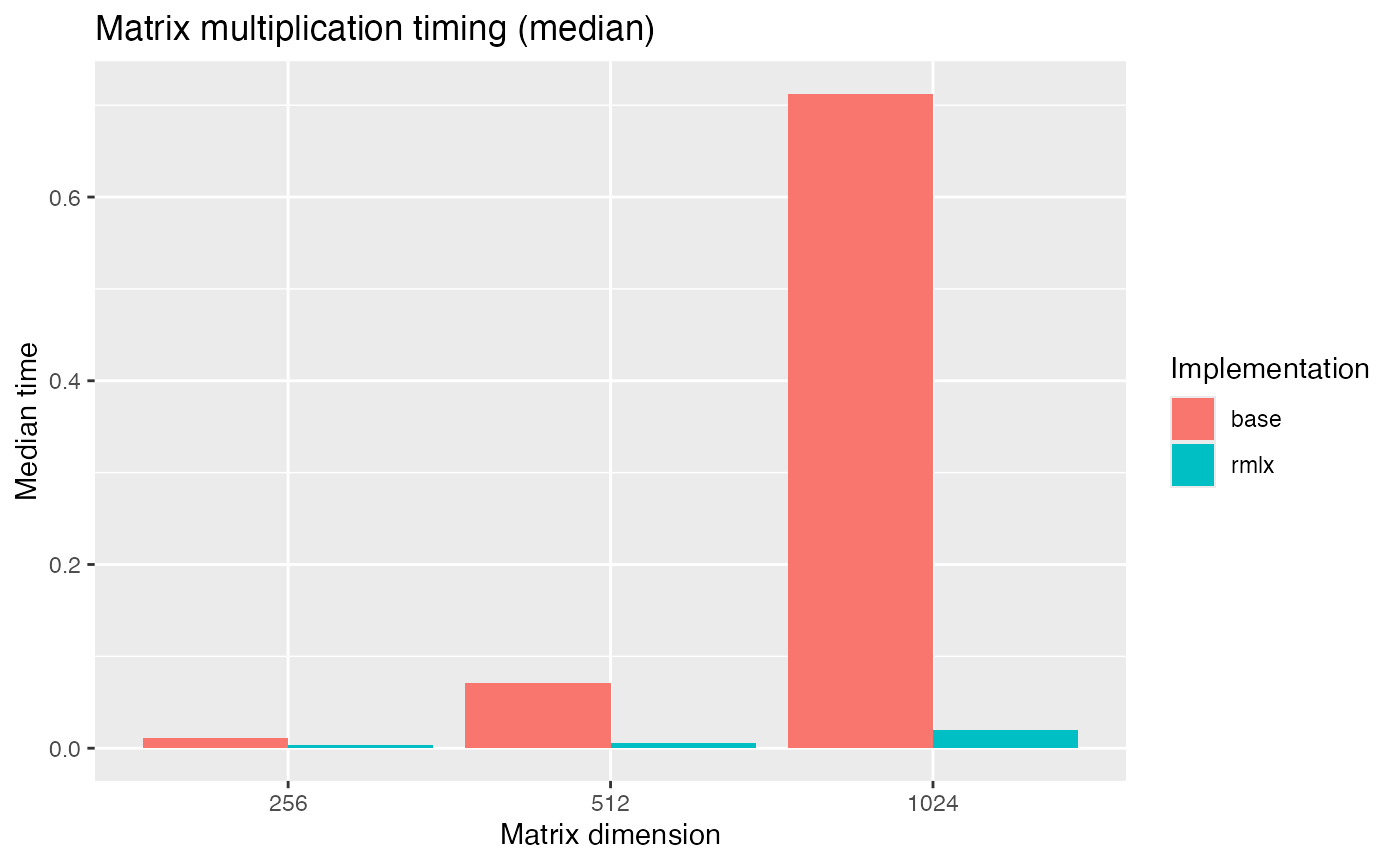 Matrix multiplication timing (median)
Median time
0.6
0.4
0.2
0.0
256
512
1024
Matrix dimension
Implementation
base
rmlx